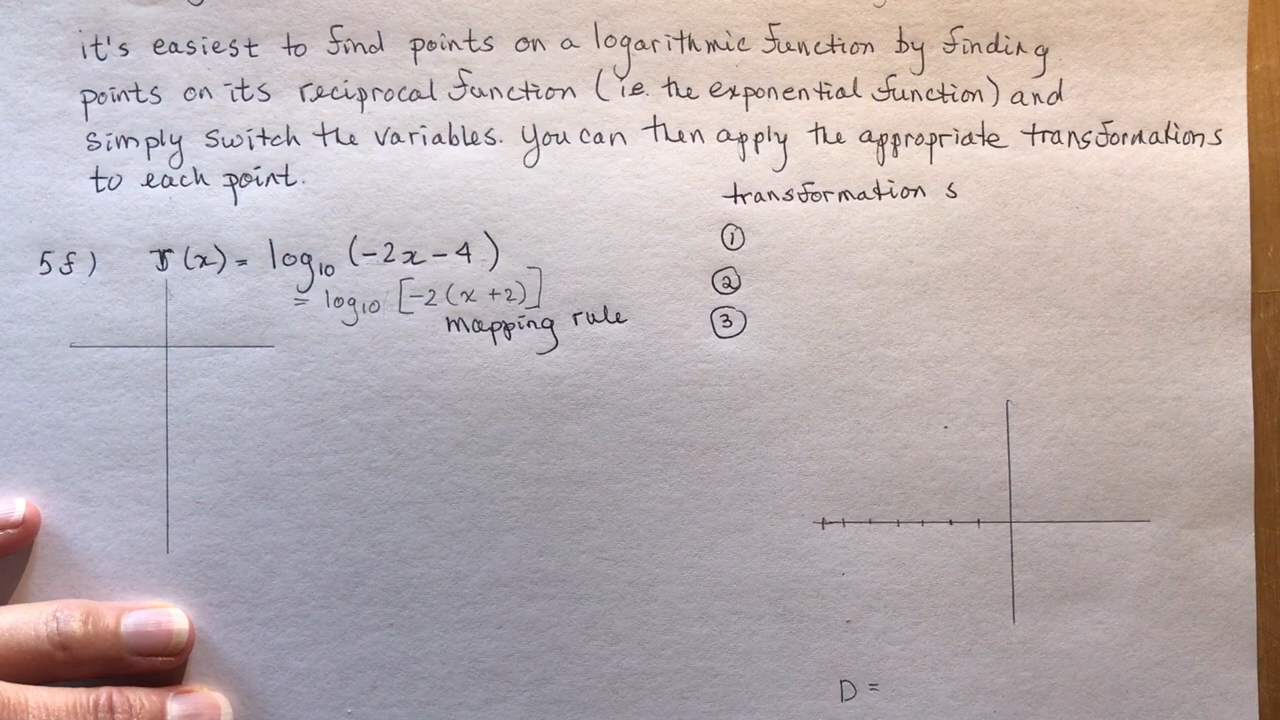 it's easiest to find points on a logarithmic function by finding
points on its reciprocal function (i.e. the exponential function) and
simply switch the variables. You can then apply the appropriate transformations
to each point.
transformations
①
②
③
5f) r(x) = log₁₀ (-2x-4)
= log₁₀ [-2(x+2)]
mapping rule
D =